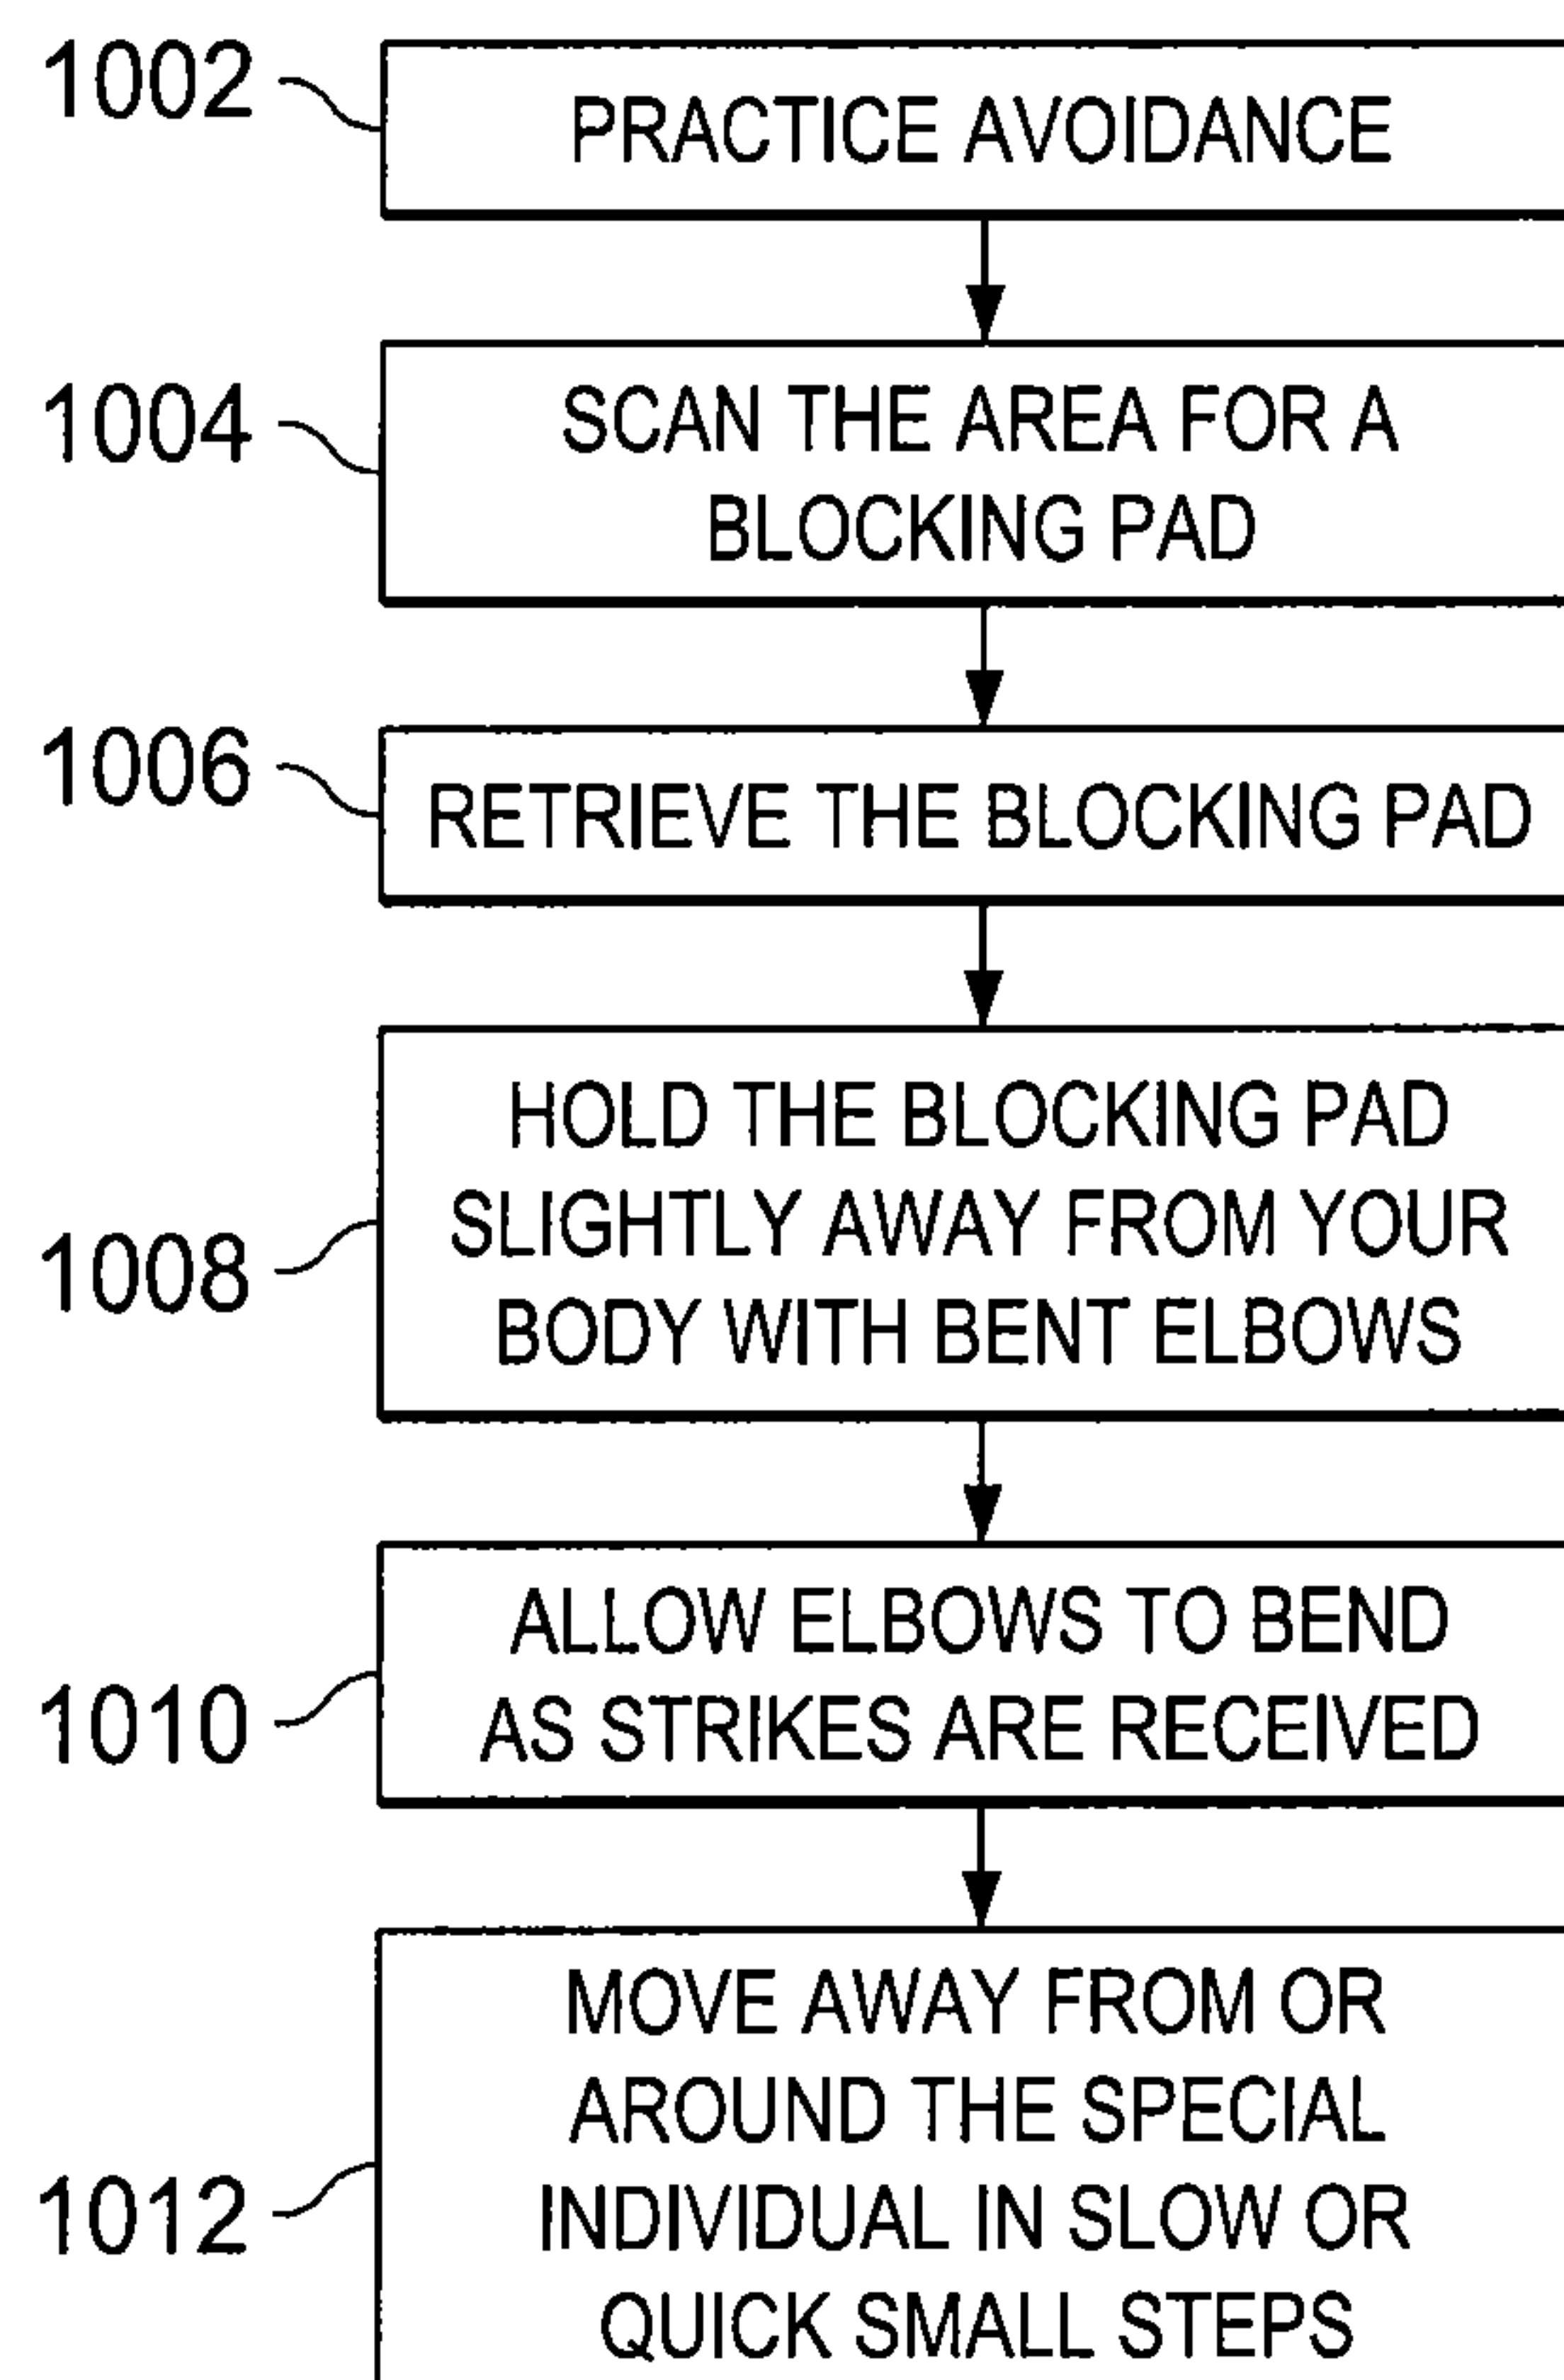 1002
PRACTICE AVOIDANCE
1004
SCAN THE AREA FOR A
BLOCKING PAD
1006
RETRIEVE THE BLOCKING PAD
1008
HOLD THE BLOCKING PAD
SLIGHTLY AWAY FROM YOUR
BODY WITH BENT ELBOWS
1010
ALLOW ELBOWS TO BEND
AS STRIKES ARE RECEIVED
1012
MOVE AWAY FROM OR
AROUND THE SPECIAL
INDIVIDUAL IN SLOW OR
QUICK SMALL STEPS